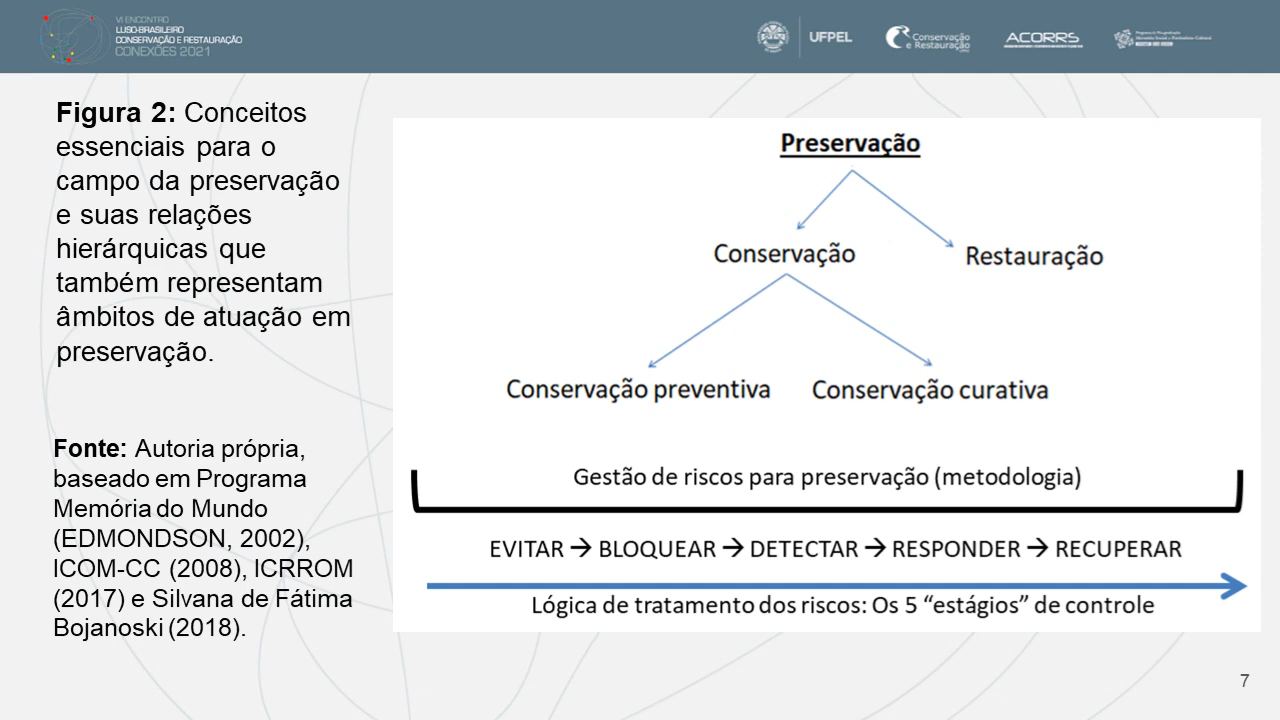 VI ENCONTRO
LUSO-BRASILEIRO
CONSERVAÇÃO E RESTAURAÇÃO
CONEXÕES 2021
UFPEL
Conservação
e Restauração
ACORRS
Figura 2: Conceitos
essenciais para o
campo da preservação
e suas relações
hierárquicas que
também representam
âmbitos de atuação em
preservação.
Fonte: Autoria própria,
baseado em Programa
Memória do Mundo
(EDMONDSON, 2002),
ICOM-CC (2008), ICRROM
(2017) e Silvana de Fátima
Bojanoski (2018).
Preservação
Conservação
Restauração
Conservação preventiva
Conservação curativa
Gestão de riscos para preservação (metodologia)
EVITAR → BLOQUEAR → DETECTAR → RESPONDER → RECUPERAR
Lógica de tratamento dos riscos: Os 5 “estágios” de controle
7